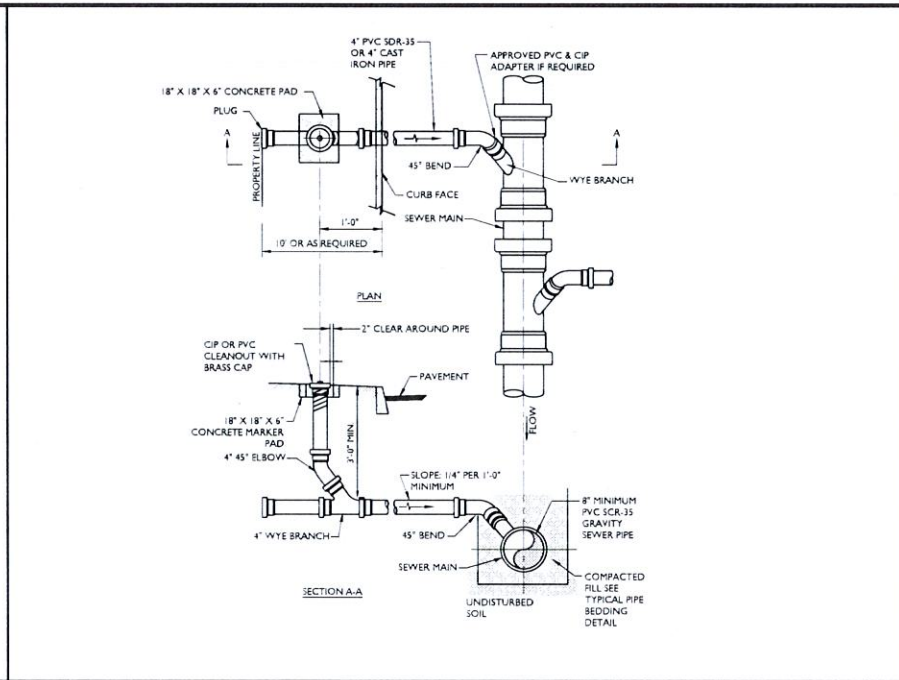 4" PVC SDR-35
OR 4" CAST
IRON PIPE
APPROVED PVC & CIP
ADAPTER IF REQUIRED
18" X 18" X 6" CONCRETE PAD
PLUG
A
A
PROPERTY LINE
45° BEND
WYE BRANCH
CURB FACE
SEWER MAIN
1'-0"
10' OR AS REQUIRED
PLAN
2" CLEAR AROUND PIPE
CIP OR PVC
CLEANOUT WITH
BRASS CAP
PAVEMENT
18" X 18" X 6"
CONCRETE MARKER
PAD
FLOW
3'-0" MIN
4" 45° ELBOW
SLOPE: 1/4" PER 1'-0"
MINIMUM
8" MINIMUM
PVC SCR-35
GRAVITY
SEWER PIPE
4" WYE BRANCH
45° BEND
SEWER MAIN
SECTION A-A
UNDISTURBED
SOIL
COMPACTED
FILL SEE
TYPICAL PIPE
BEDDING
DETAIL